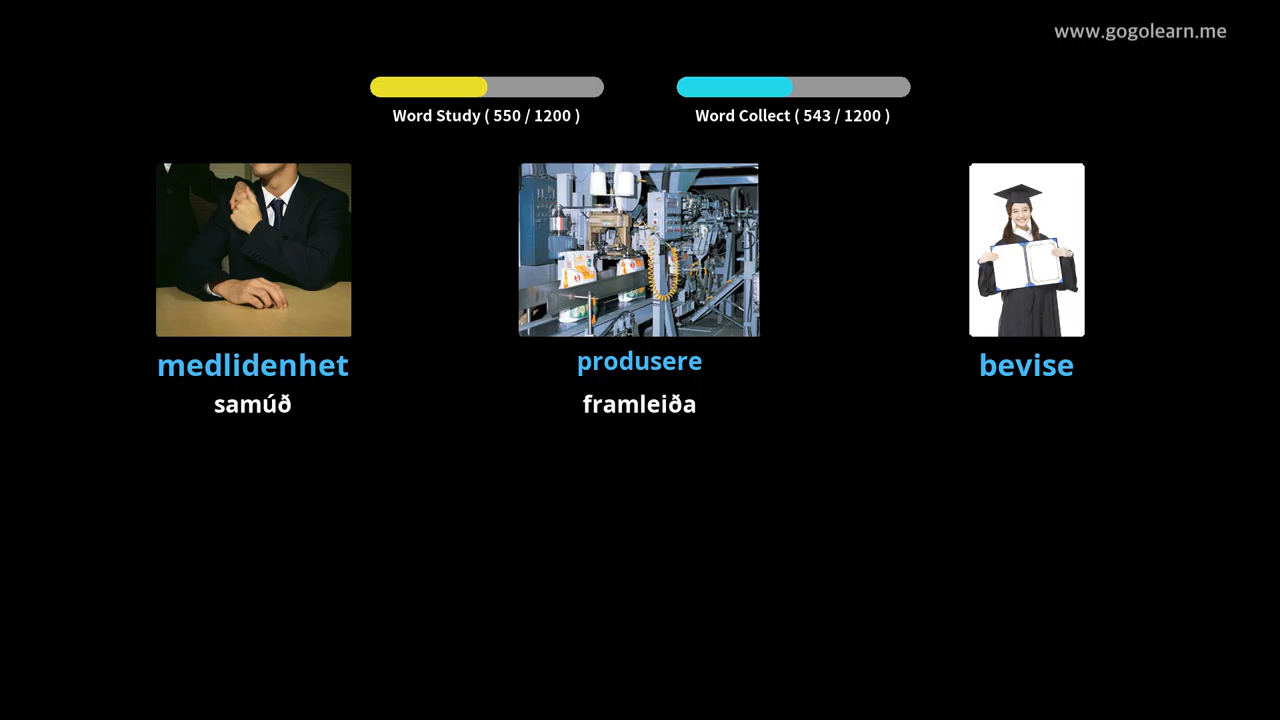 www.gogolearn.me
Word Study ( 550 / 1200 )
Word Collect ( 543 / 1200 )
medlidenhet
samúð
produsere
framleiða
bevise